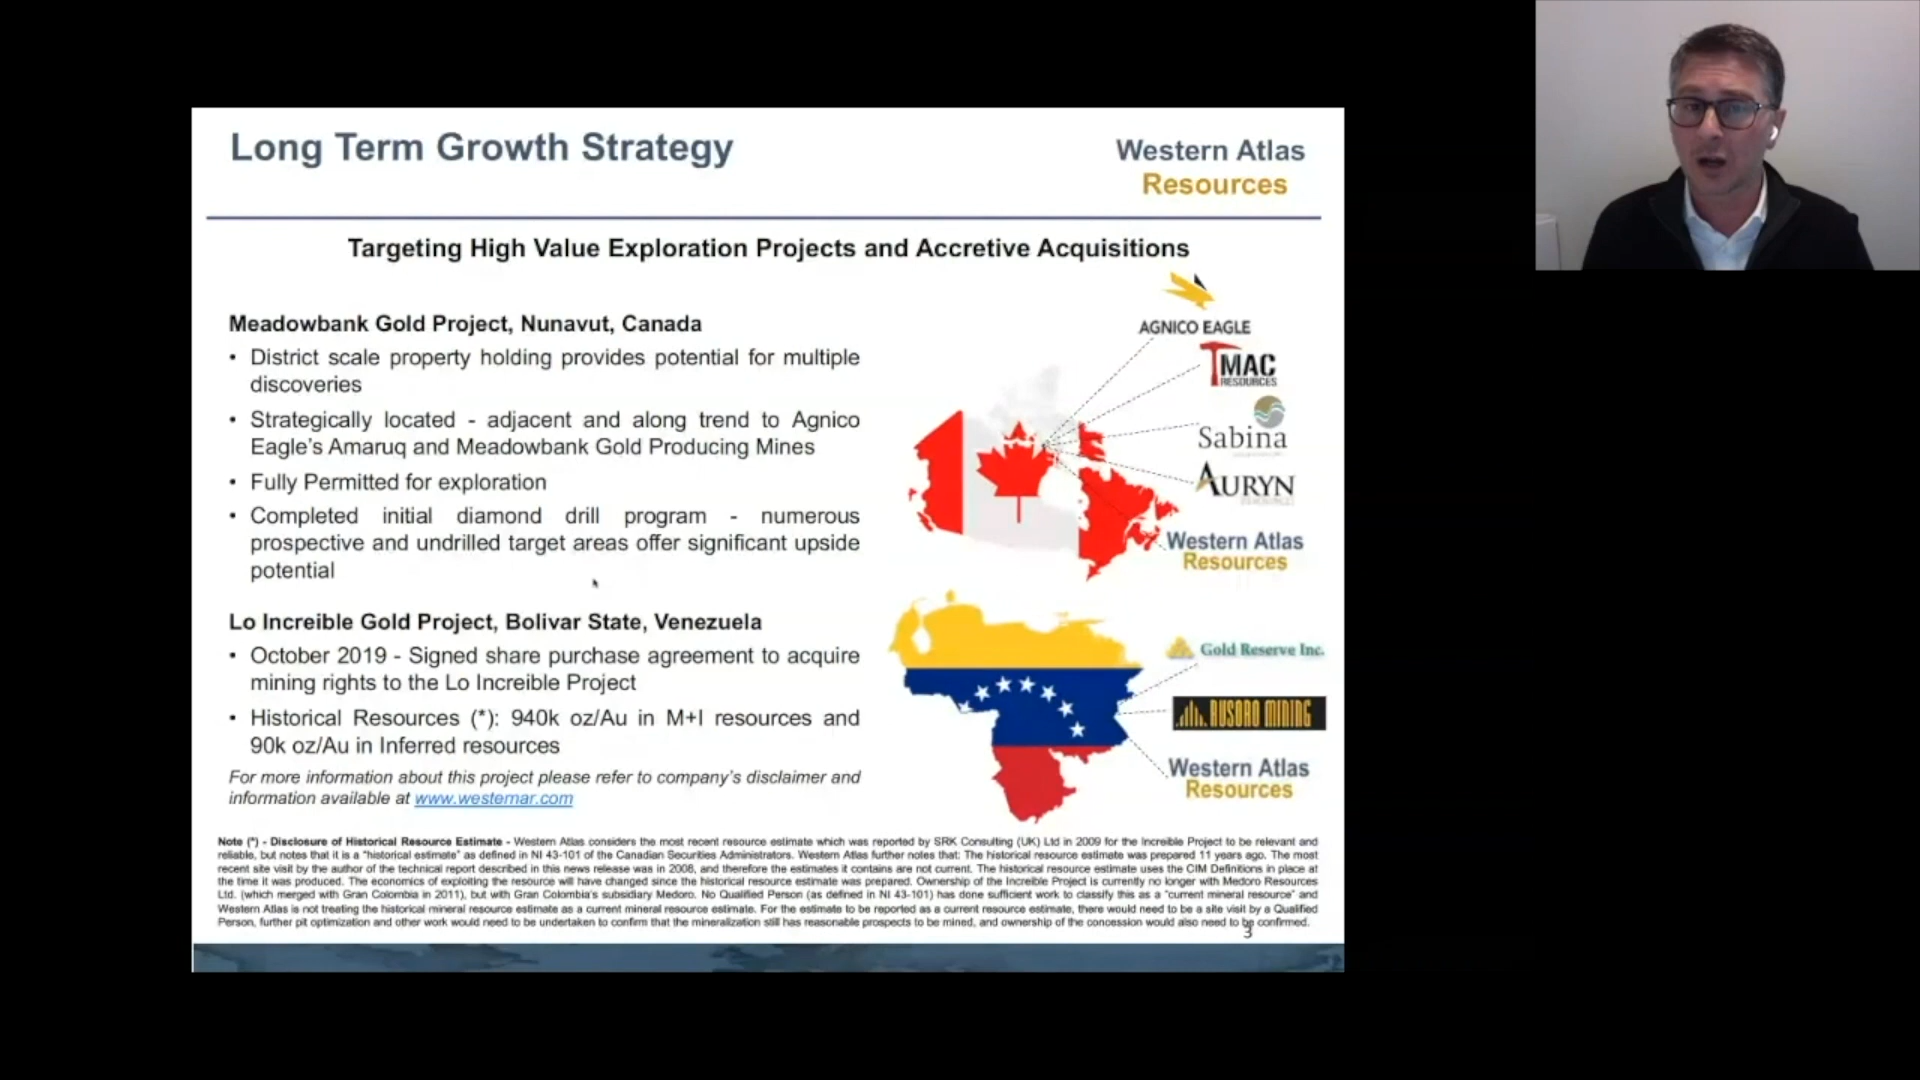 Long Term Growth Strategy
Western Atlas
Resources
Targeting High Value Exploration Projects and Accretive Acquisitions
Meadowbank Gold Project, Nunavut, Canada
• District scale property holding provides potential for multiple
discoveries
• Strategically located - adjacent and along trend to Agnico
Eagle's Amaruq and Meadowbank Gold Producing Mines
• Fully Permitted for exploration
• Completed initial diamond drill program - numerous
prospective and undrilled target areas offer significant upside
potential
AGNICO EAGLE
TMAC
RESOURCES
Sabina
AURYN
Western Atlas
Resources
Lo Increible Gold Project, Bolivar State, Venezuela
• October 2019 - Signed share purchase agreement to acquire
mining rights to the Lo Increible Project
• Historical Resources (*): 940k oz/Au in M+I resources and
90k oz/Au in Inferred resources
For more information about this project please refer to company's disclaimer and
information available at www.westernar.com
Gold Reserve Inc.
RUSORO MINING
Western Atlas
Resources
Note (*) - Disclosure of Historical Resource Estimate - Western Atlas considers the most recent resource estimate which was reported by SRK Consulting (UK) Ltd in 2009 for the Increible Project to be relevant and
reliable, but notes that it is a "historical estimate" as defined in NI 43-101 of the Canadian Securities Administrators. Western Atlas further notes that: The historical resource estimate was prepared 11 years ago. The most
recent site visit by the author of the technical report described in this news release was in 2008, and therefore the estimates it contains are not current. The historical resource estimate uses the CIM Definitions in place at
the time it was produced. The economics of exploiting the resource will have changed since the historical resource estimate was prepared. Ownership of the Increible Project is currently no longer with Medoro Resources
Ltd. (which merged with Gran Colombia in 2011), but with Gran Colombia's subsidiary Medoro. No Qualified Person (as defined in NI 43-101) has done sufficient work to classify this as a "current mineral resource" and
Western Atlas is not treating the historical mineral resource estimate as a current mineral resource estimate. For the estimate to be reported as a current resource estimate, there would need to be a site visit by a Qualified
Person, further pit optimization and other work would need to be undertaken to confirm that the mineralization still has reasonable prospects to be mined, and ownership of the concession would also need to be confirmed.
3